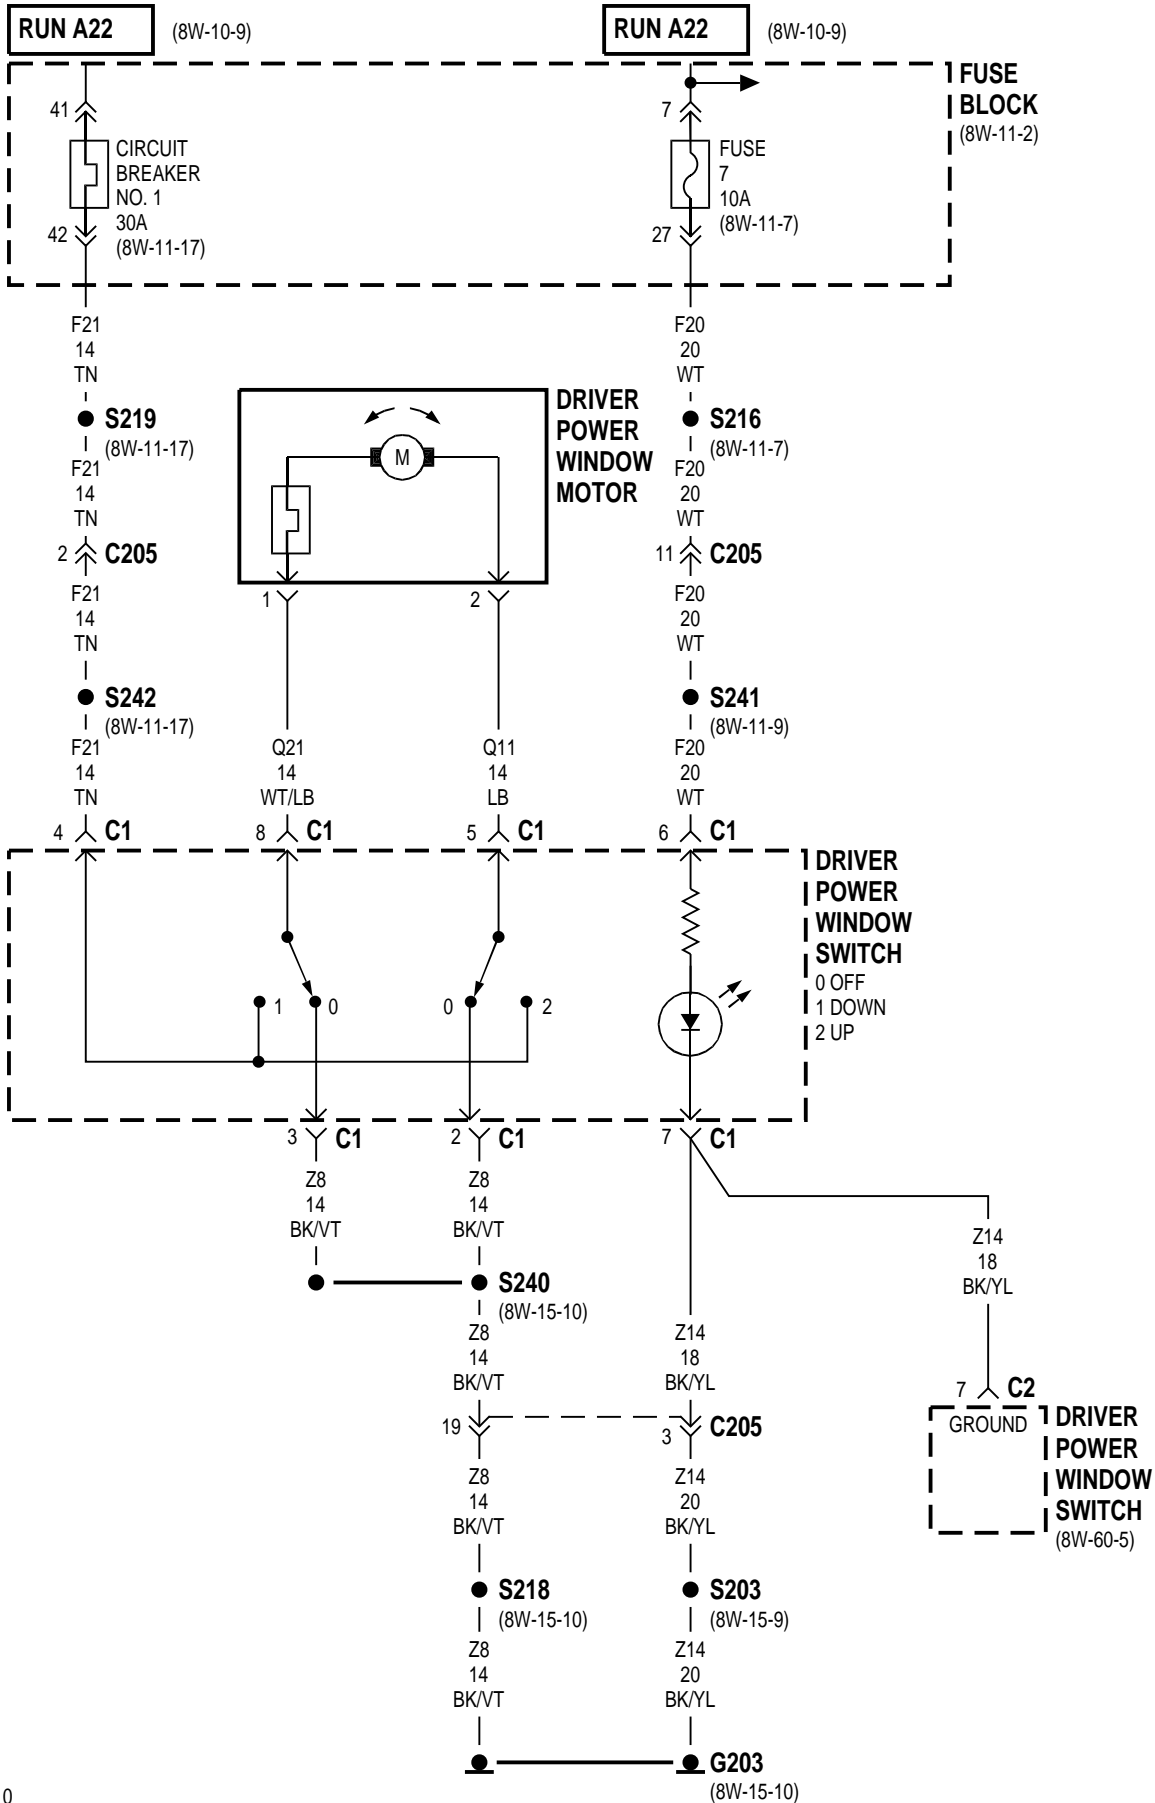 RUN A22
(8W-10-9)
RUN A22
(8W-10-9)
FUSE
BLOCK
(8W-11-2)
41
CIRCUIT
BREAKER
NO. 1
30A
(8W-11-17)
42
7
FUSE
7
10A
(8W-11-7)
27
F21
14
TN
S219
(8W-11-17)
F21
14
TN
2
C205
F21
14
TN
S242
(8W-11-17)
F21
14
TN
4
C1
DRIVER
POWER
WINDOW
MOTOR
M
1
2
Q21
14
WT/LB
8
C1
Q11
14
LB
5
C1
F20
20
WT
S216
(8W-11-7)
F20
20
WT
11
C205
F20
20
WT
S241
(8W-11-9)
F20
20
WT
6
C1
DRIVER
POWER
WINDOW
SWITCH
0 OFF
1 DOWN
2 UP
1
0
0
2
3
C1
2
C1
7
C1
Z8
14
BK/VT
Z8
14
BK/VT
S240
(8W-15-10)
Z8
14
BK/VT
Z14
18
BK/YL
Z14
18
BK/YL
7
C2
GROUND
DRIVER
POWER
WINDOW
SWITCH
(8W-60-5)
19
3
C205
Z8
14
BK/VT
Z14
20
BK/YL
S218
(8W-15-10)
S203
(8W-15-9)
Z8
14
BK/VT
Z14
20
BK/YL
G203
(8W-15-10)
0